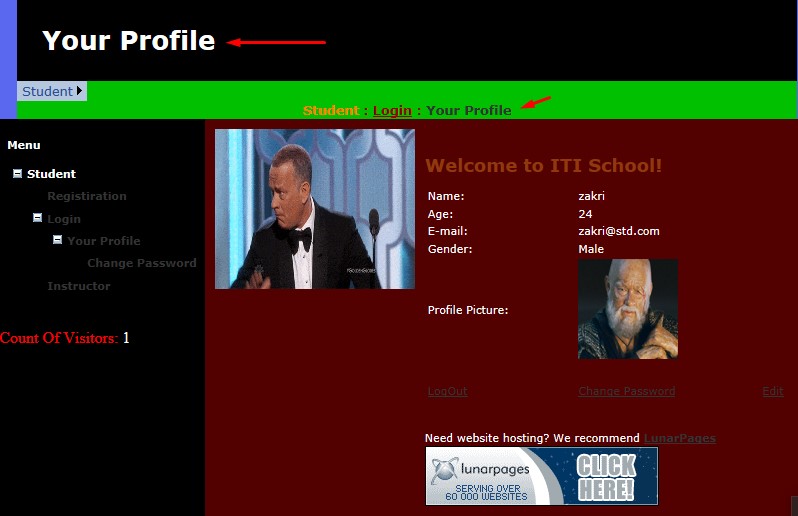 Your Profile
Student
Student : Login : Your Profile
Menu
Student
Registiration
Login
Your Profile
Change Password
Instructor
Count Of Visitors: 1
Welcome to ITI School!
Name: zakri
Age: 24
E-mail: zakri@std.com
Gender: Male
Profile Picture:
LogOut Change Password Edit
Need website hosting? We recommend LunarPages
lunarpages
SERVING OVER
60 000 WEBSITES
CLICK
HERE!